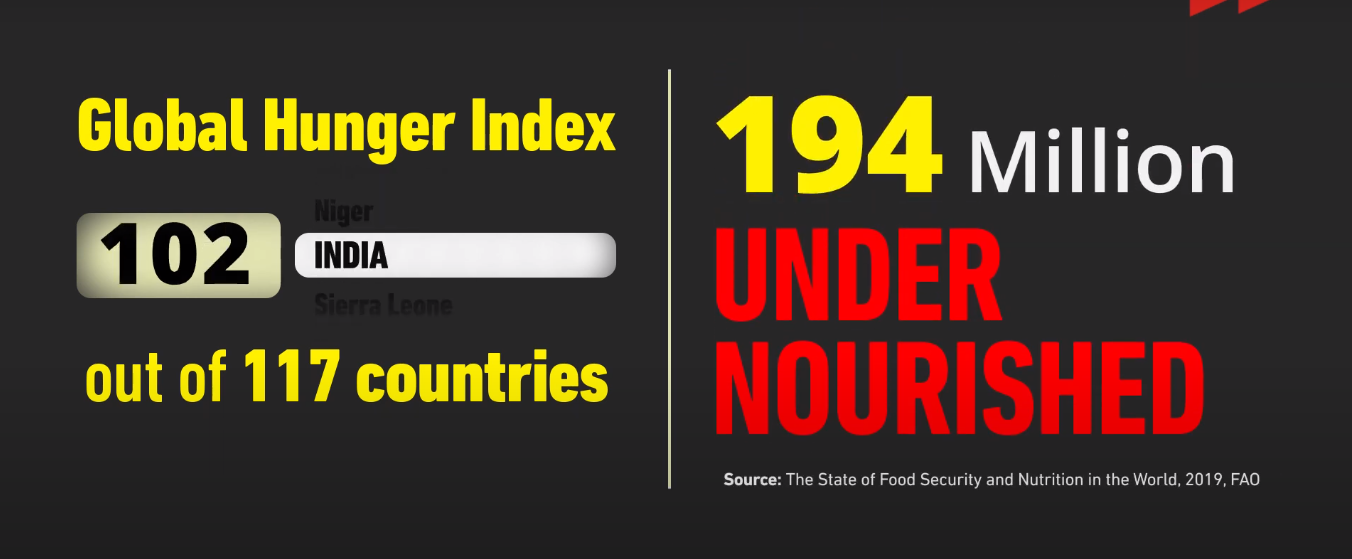 Global Hunger Index
Niger
102 INDIA
Sierra Leone
out of 117 countries
194 Million
UNDER
NOURISHED
Source: The State of Food Security and Nutrition in the World, 2019, FAO